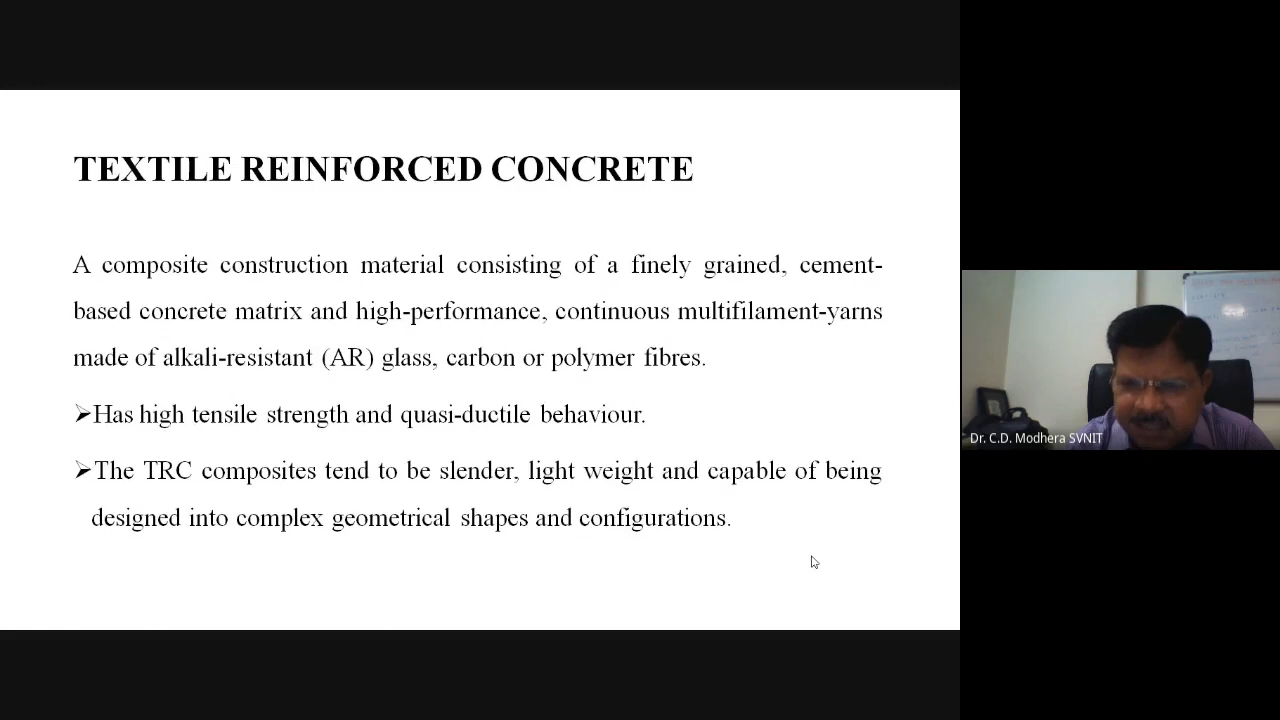 TEXTILE REINFORCED CONCRETE
A composite construction material consisting of a finely grained, cement-
based concrete matrix and high-performance, continuous multifilament-yarns
made of alkali-resistant (AR) glass, carbon or polymer fibres.
➢Has high tensile strength and quasi-ductile behaviour.
➢The TRC composites tend to be slender, light weight and capable of being
designed into complex geometrical shapes and configurations.
Dr. C.D. Modhera SVNIT